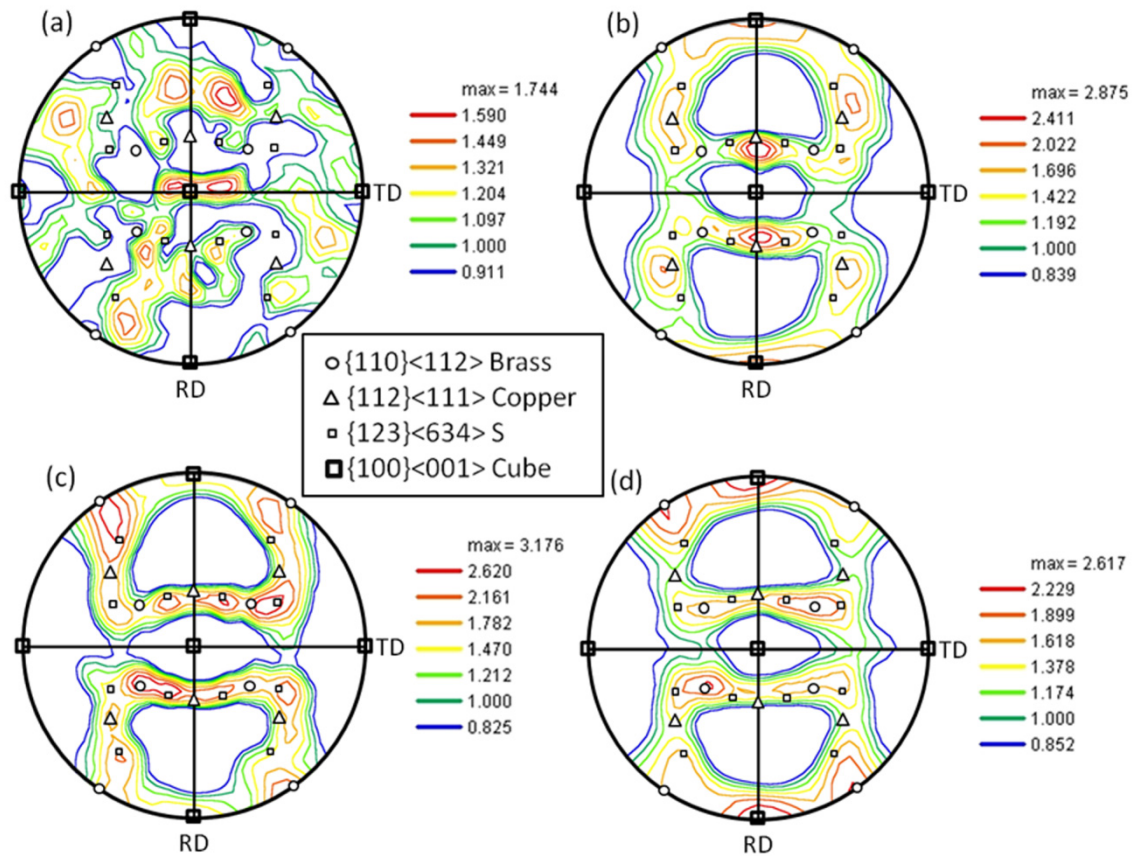 (a)
max = 1.744
1.590
1.449
1.321
1.204
1.097
1.000
0.911
TD
RD
(b)
max = 2.875
2.411
2.022
1.696
1.422
1.192
1.000
0.839
TD
RD
{110}<112> Brass
{112}<111> Copper
{123}<634> S
{100}<001> Cube
(c)
max = 3.176
2.620
2.161
1.782
1.470
1.212
1.000
0.825
TD
RD
(d)
max = 2.617
2.229
1.899
1.618
1.378
1.174
1.000
0.852
TD
RD